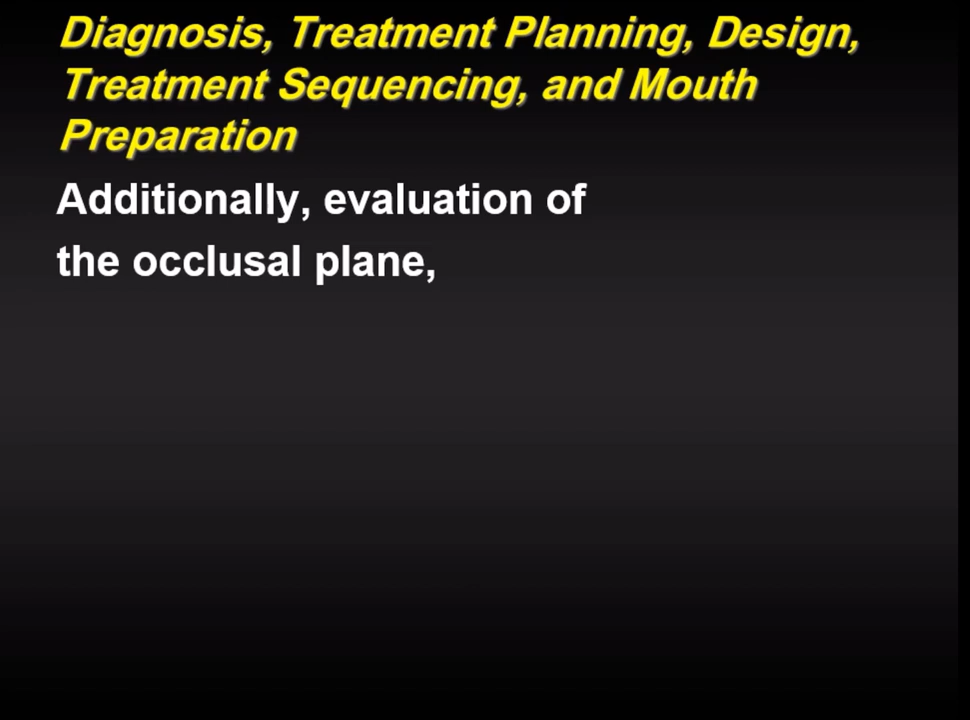 Diagnosis, Treatment Planning, Design,
Treatment Sequencing, and Mouth
Preparation
Additionally, evaluation of
the occlusal plane,